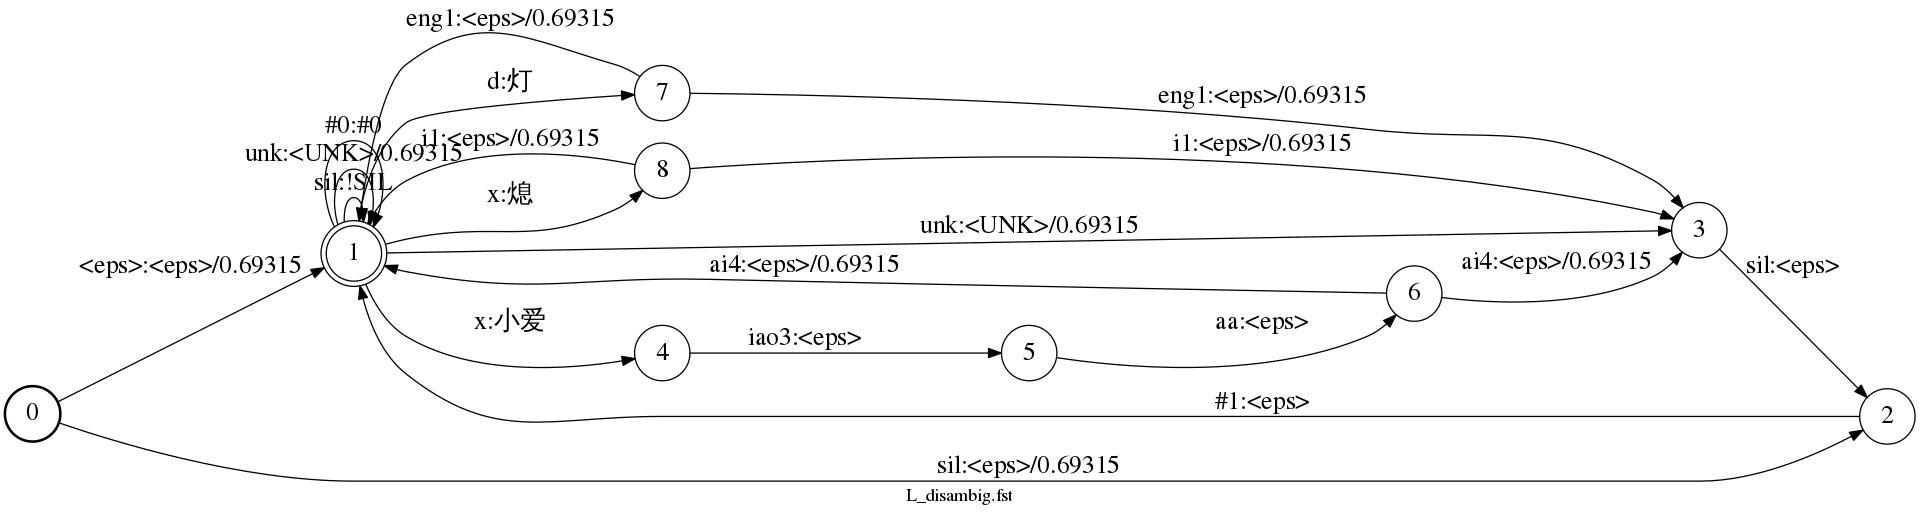 eng1:<eps>/0.69315
d:灯
7
eng1:<eps>/0.69315
#0:#0
i1:<eps>/0.69315
i1:<eps>/0.69315
unk:<UNK>/0.69315
8
sil:!SIL
x:熄
unk:<UNK>/0.69315
3
1
<eps>:<eps>/0.69315
ai4:<eps>/0.69315
ai4:<eps>/0.69315
sil:<eps>
6
x:小爱
4
iao3:<eps>
5
aa:<eps>
0
#1:<eps>
2
sil:<eps>/0.69315
L_disambig.fst